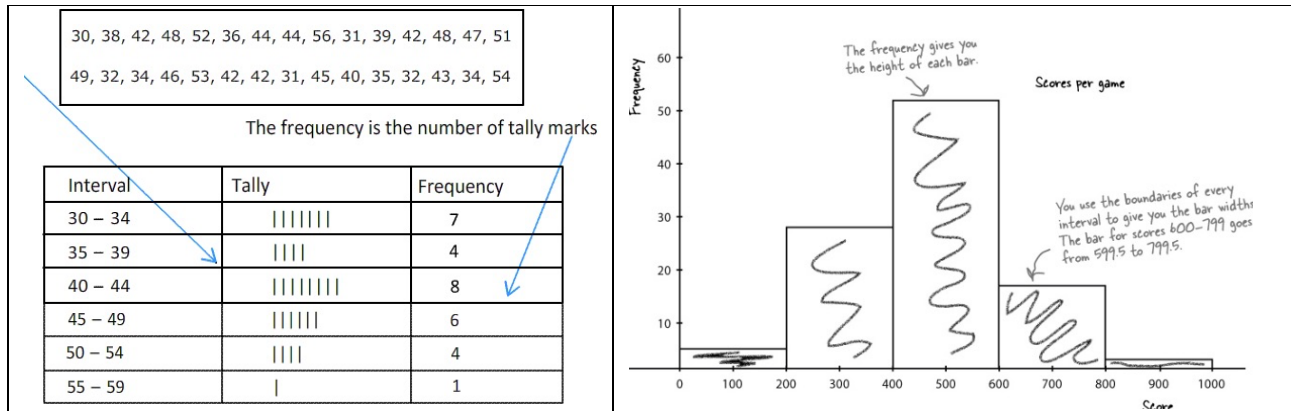 30, 38, 42, 48, 52, 36, 44, 44, 56, 31, 39, 42, 48, 47, 51
49, 32, 34, 46, 53, 42, 42, 31, 45, 40, 35, 32, 43, 34, 54
The frequency is the number of tally marks
Interval Tally Frequency
30 – 34 ||||||| 7
35 – 39 |||| 4
40 – 44 |||||||| 8
45 – 49 |||||| 6
50 – 54 |||| 4
55 – 59 | 1
The frequency gives you
the height of each bar.
Scores per game
Frequency
60
50
40
30
20
10
You use the boundaries of every
interval to give you the bar widths
The bar for scores 600–799 goes
from 599.5 to 799.5.
0 100 200 300 400 500 600 700 800 900 1000
Score